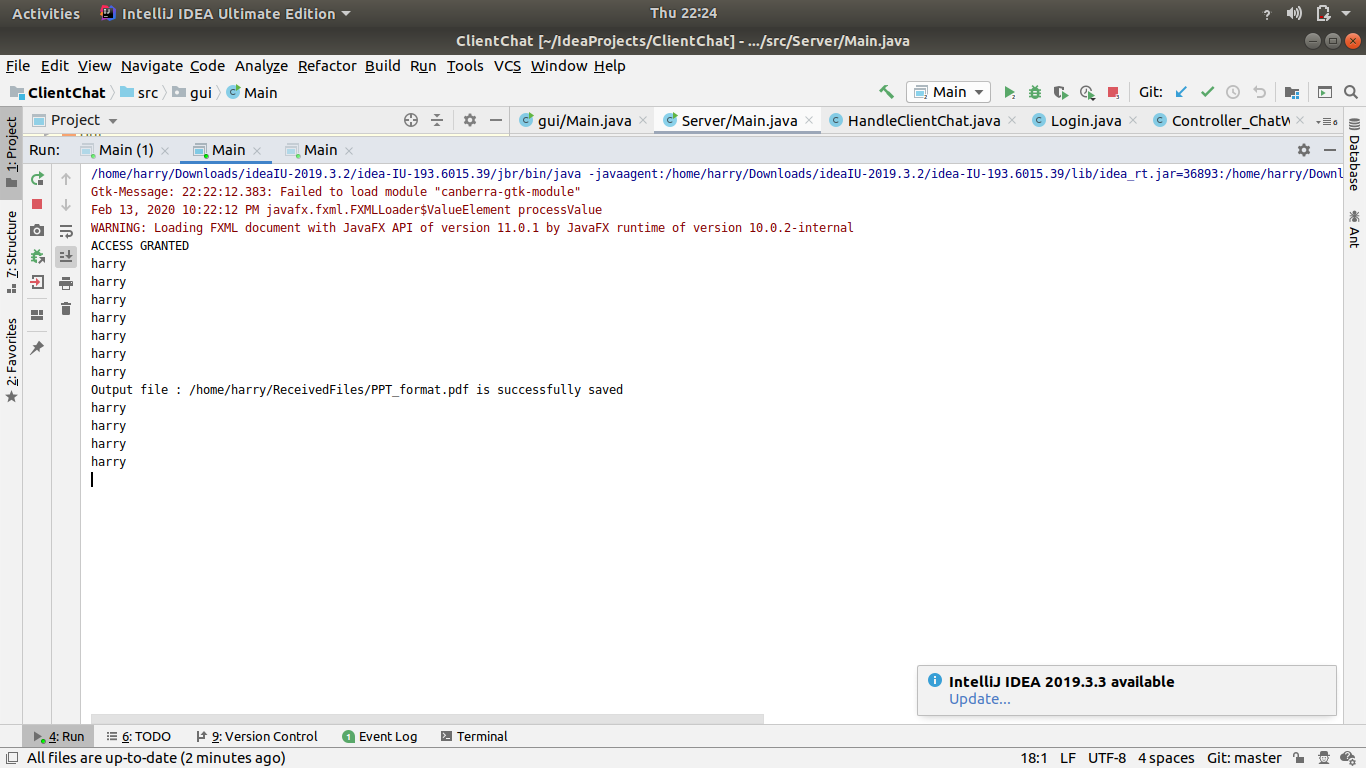 Activities IntelliJ IDEA Ultimate Edition Thu 22:24
ClientChat [~/IdeaProjects/ClientChat] - .../src/Server/Main.java
File Edit View Navigate Code Analyze Refactor Build Run Tools VCS Window Help
ClientChat src gui Main Main Git:
1: Project Project gui/Main.java Server/Main.java HandleClientChat.java Login.java Controller_ChatW
Run: Main (1) Main Main
/home/harry/Downloads/ideaIU-2019.3.2/idea-IU-193.6015.39/jbr/bin/java -javaagent:/home/harry/Downloads/ideaIU-2019.3.2/idea-IU-193.6015.39/lib/idea_rt.jar=36893:/home/harry/Downl
Gtk-Message: 22:22:12.383: Failed to load module "canberra-gtk-module"
Feb 13, 2020 10:22:12 PM javafx.fxml.FXMLLoader$ValueElement processValue
WARNING: Loading FXML document with JavaFX API of version 11.0.1 by JavaFX runtime of version 10.0.2-internal
ACCESS GRANTED
harry
harry
harry
harry
harry
harry
harry
Output file : /home/harry/ReceivedFiles/PPT_format.pdf is successfully saved
harry
harry
harry
harry
7: Structure
2: Favorites
Database
Ant
IntelliJ IDEA 2019.3.3 available
Update...
4: Run 6: TODO 9: Version Control 1 Event Log Terminal
All files are up-to-date (2 minutes ago) 18:1 LF UTF-8 4 spaces Git: master